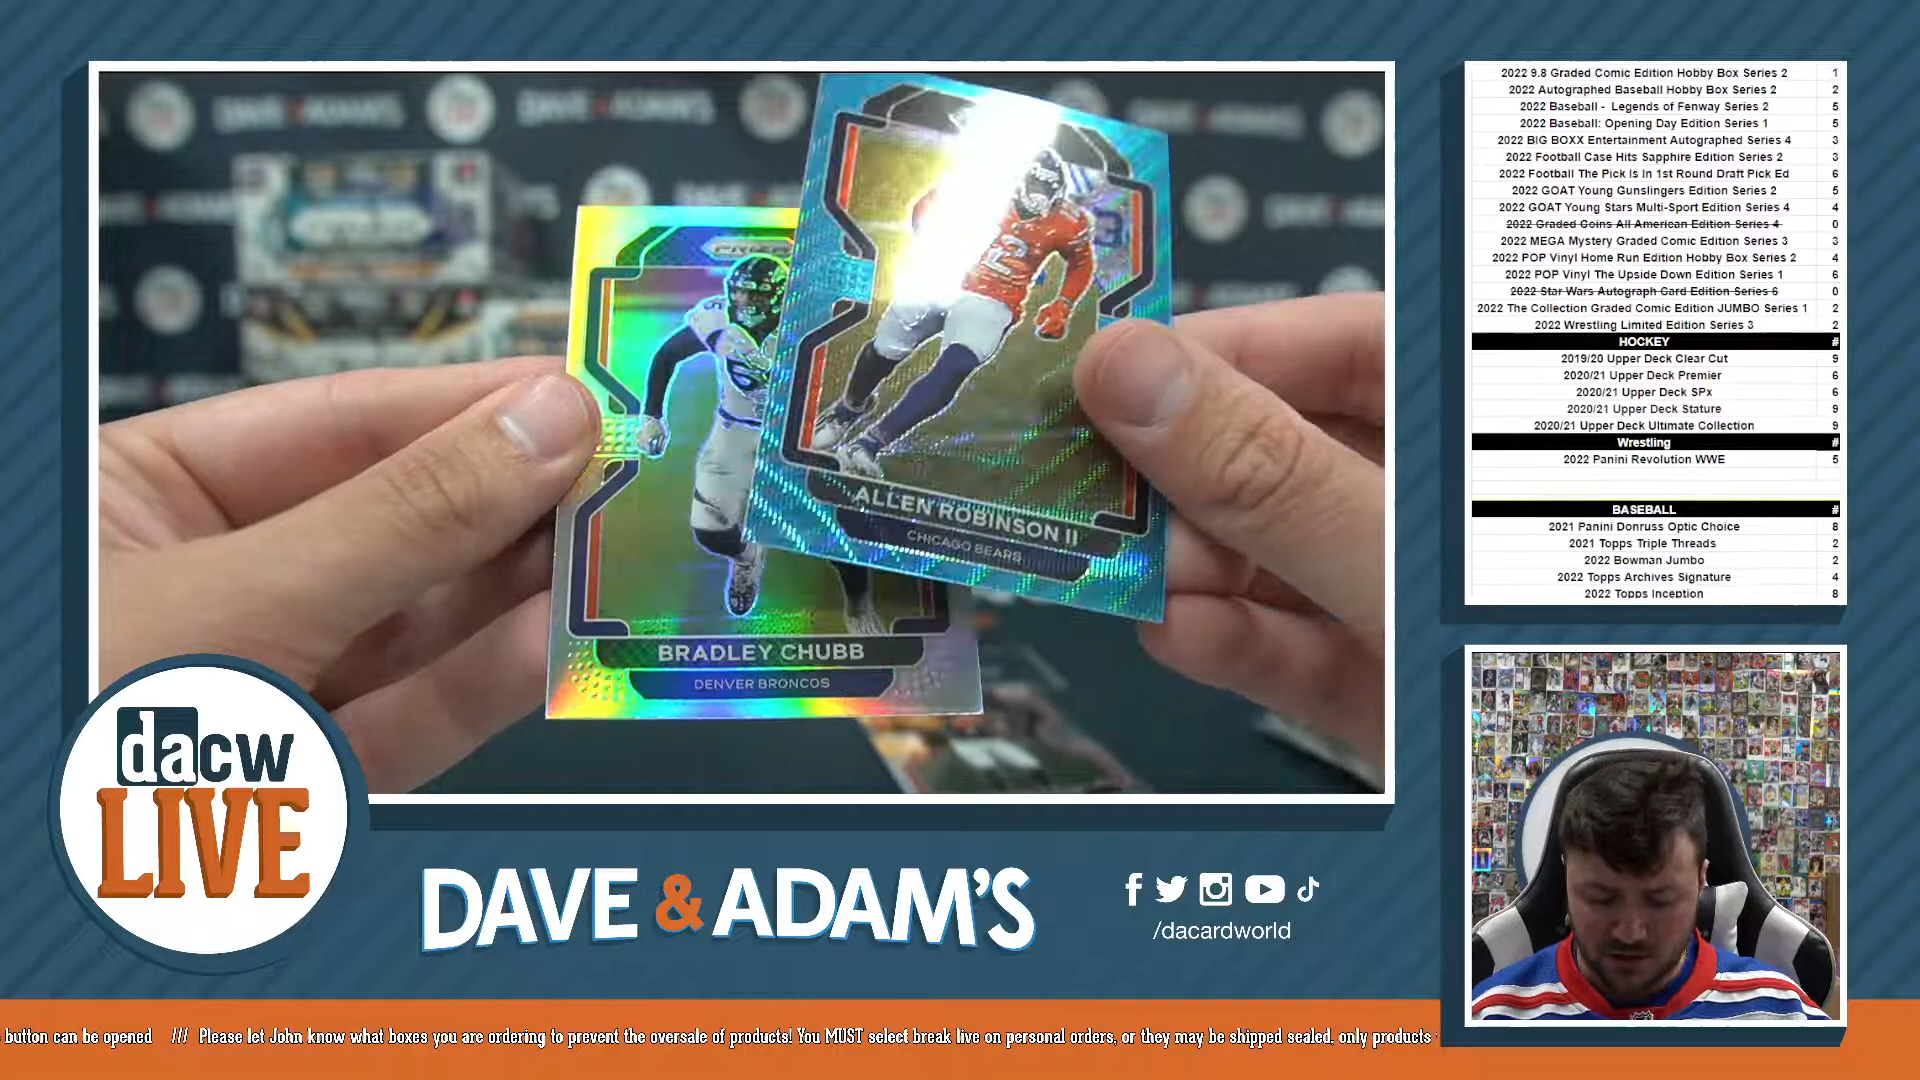 DAVE & ADAM'S
DAVE & ADAM'S
PRIZM
BRADLEY CHUBB
DENVER BRONCOS
ALLEN ROBINSON II
CHICAGO BEARS
2022 9.8 Graded Comic Edition Hobby Box Series 2 1
2022 Autographed Baseball Hobby Box Series 2 2
2022 Baseball - Legends of Fenway Series 2 5
2022 Baseball: Opening Day Edition Series 1 5
2022 BIG BOXX Entertainment Autographed Series 4 3
2022 Football Case Hits Sapphire Edition Series 2 3
2022 Football The Pick Is In 1st Round Draft Pick Ed 6
2022 GOAT Young Gunslingers Edition Series 2 5
2022 GOAT Young Stars Multi-Sport Edition Series 4 4
2022 Graded Coins All American Edition Series 4 0
2022 MEGA Mystery Graded Comic Edition Series 3 3
2022 POP Vinyl Home Run Edition Hobby Box Series 2 4
2022 POP Vinyl The Upside Down Edition Series 1 6
2022 Star Wars Autograph Card Edition Series 6 0
2022 The Collection Graded Comic Edition JUMBO Series 1 2
2022 Wrestling Limited Edition Series 3 2
HOCKEY #
2019/20 Upper Deck Clear Cut 9
2020/21 Upper Deck Premier 6
2020/21 Upper Deck SPx 6
2020/21 Upper Deck Stature 9
2020/21 Upper Deck Ultimate Collection 9
Wrestling #
2022 Panini Revolution WWE 5
BASEBALL #
2021 Panini Donruss Optic Choice 8
2021 Topps Triple Threads 2
2022 Bowman Jumbo 2
2022 Topps Archives Signature 4
2022 Topps Inception 8
dacw
LIVE
DAVE & ADAM'S
/dacardworld
button can be opened /// Please let John know what boxes you are ordering to prevent the oversale of products! You MUST select break live on personal orders, or they may be shipped sealed, only products